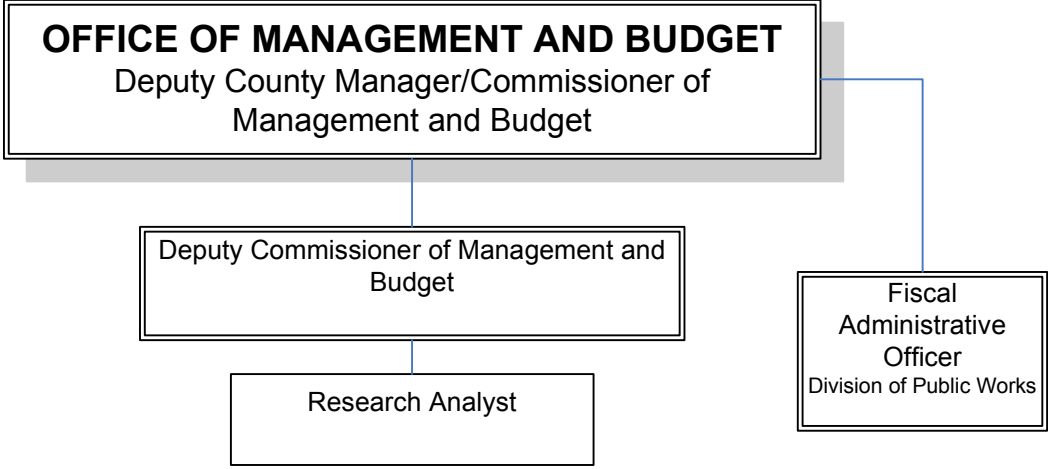 OFFICE OF MANAGEMENT AND BUDGET
Deputy County Manager/Commissioner of
Management and Budget
Deputy Commissioner of Management and
Budget
Research Analyst
Fiscal
Administrative
Officer
Division of Public Works